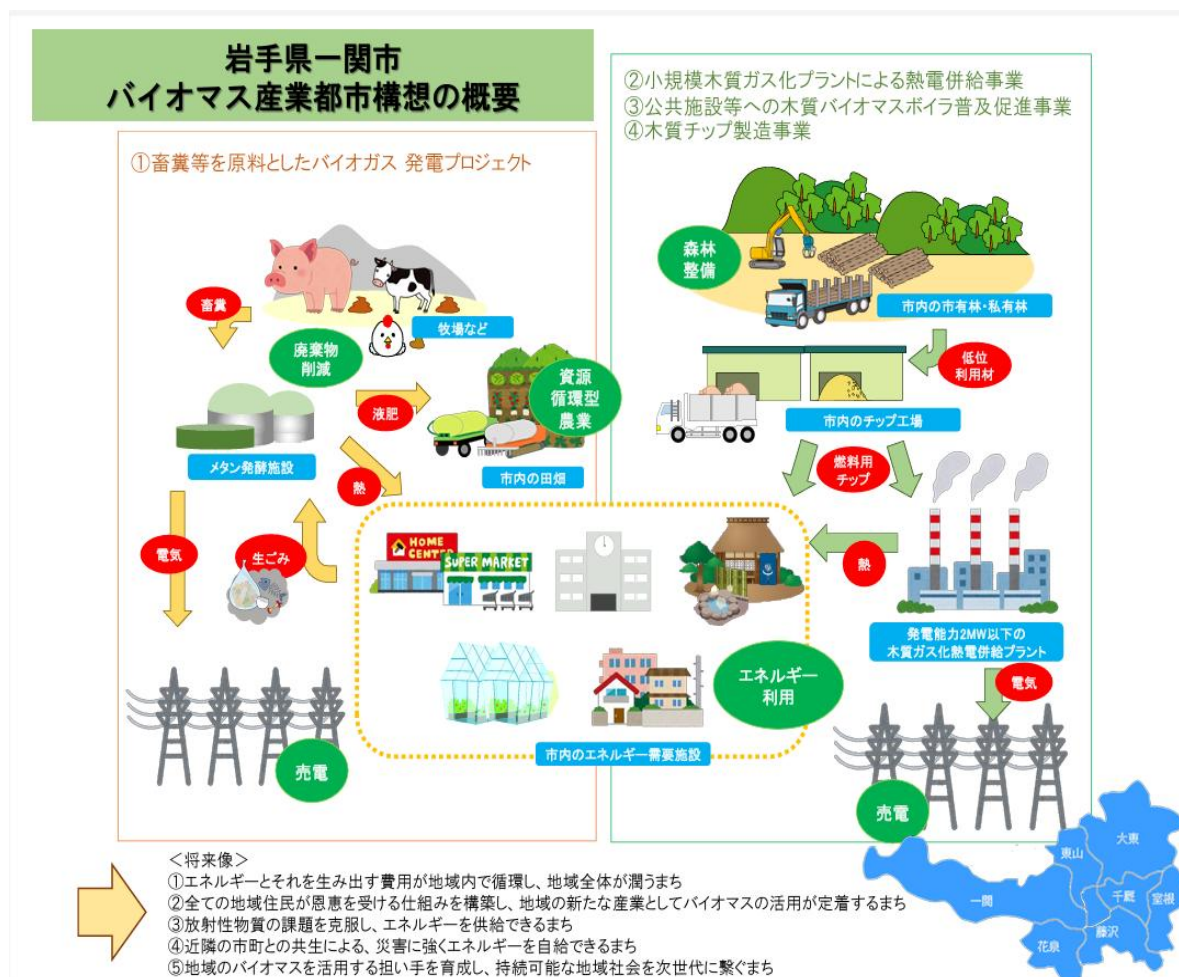 岩手県一関市
バイオマス産業都市構想の概要
①畜糞等を原料としたバイオガス 発電プロジェクト
畜糞
牧場など
廃棄物
削減
液肥
資源
循環型
農業
メタン発酵施設
熱
市内の田畑
電気
生ごみ
売電
②小規模木質ガス化プラントによる熱電併給事業
③公共施設等への木質バイオマスボイラ普及促進事業
④木質チップ製造事業
森林
整備
市内の市有林・私有林
低位
利用材
市内のチップ工場
燃料用
チップ
熱
発電能力2MW以下の
木質ガス化熱電併給プラント
電気
売電
HOME
CENTER
SUPER MARKET
エネルギー
利用
市内のエネルギー需要施設
<将来像>
①エネルギーとそれを生み出す費用が地域内で循環し、地域全体が潤うまち
②全ての地域住民が恩恵を受ける仕組みを構築し、地域の新たな産業としてバイオマスの活用が定着するまち
③放射性物質の課題を克服し、エネルギーを供給できるまち
④近隣の市町との共生による、災害に強くエネルギーを自給できるまち
⑤地域のバイオマスを活用する担い手を育成し、持続可能な地域社会を次世代に繋ぐまち
大東
東山
千厩
室根
一関
藤沢
花泉